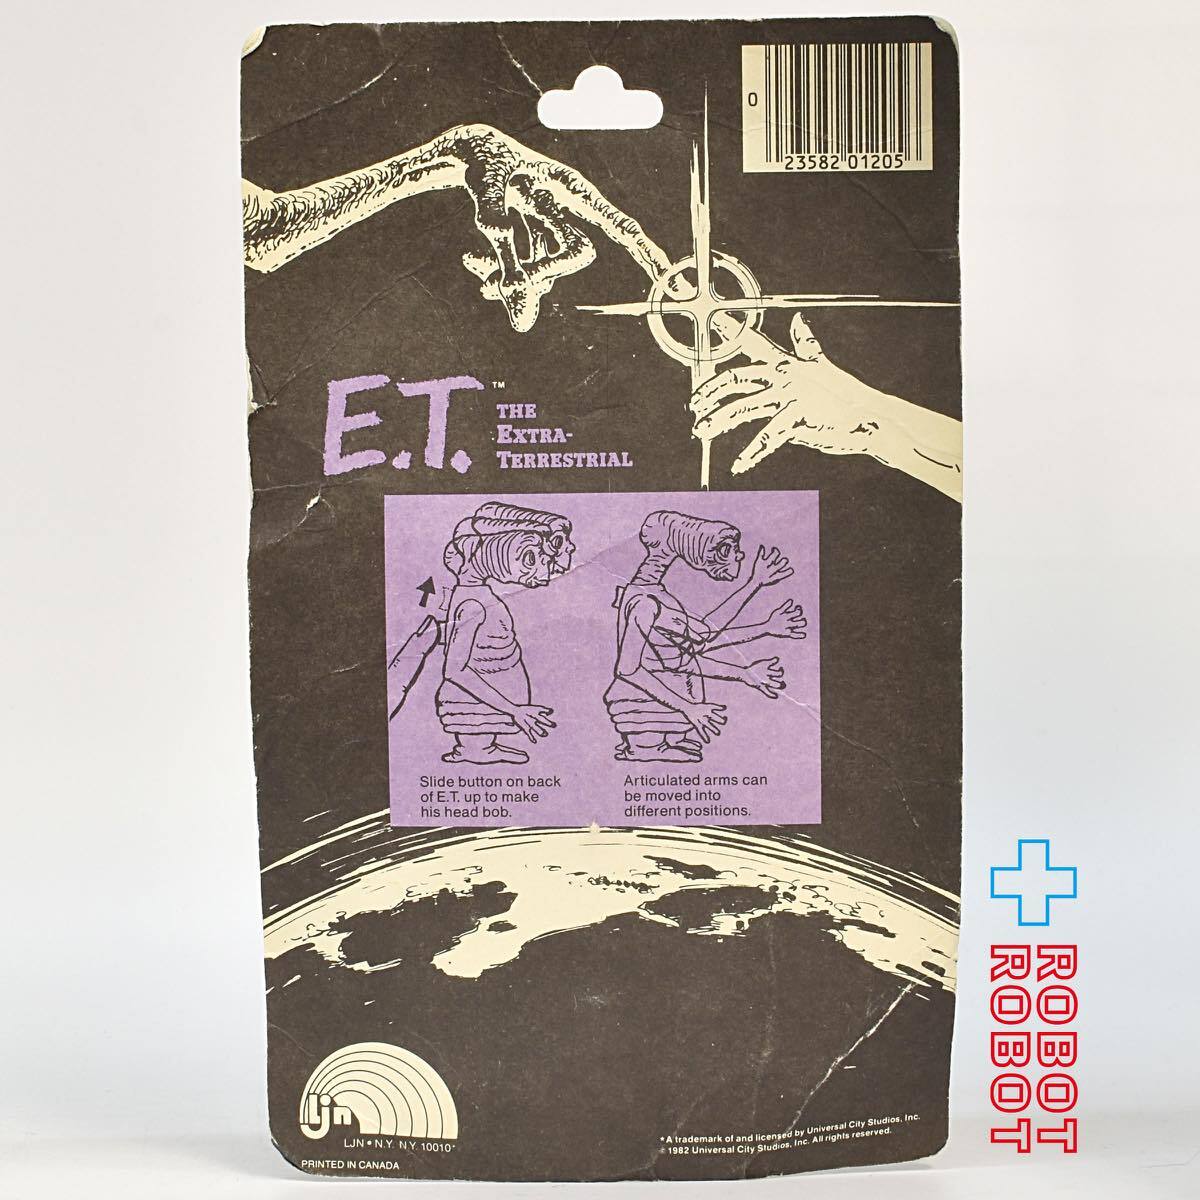 0
23582 01205
E.T.™
THE
EXTRA-
TERRESTRIAL
Slide button on back
of E.T. up to make
his head bob.
Articulated arms can
be moved into
different positions.
ljn
LJN • N.Y. N.Y. 10010
PRINTED IN CANADA
*A trademark of and licensed by Universal City Studios, Inc.
©1982 Universal City Studios, Inc. All rights reserved.
ROBOT
ROBOT